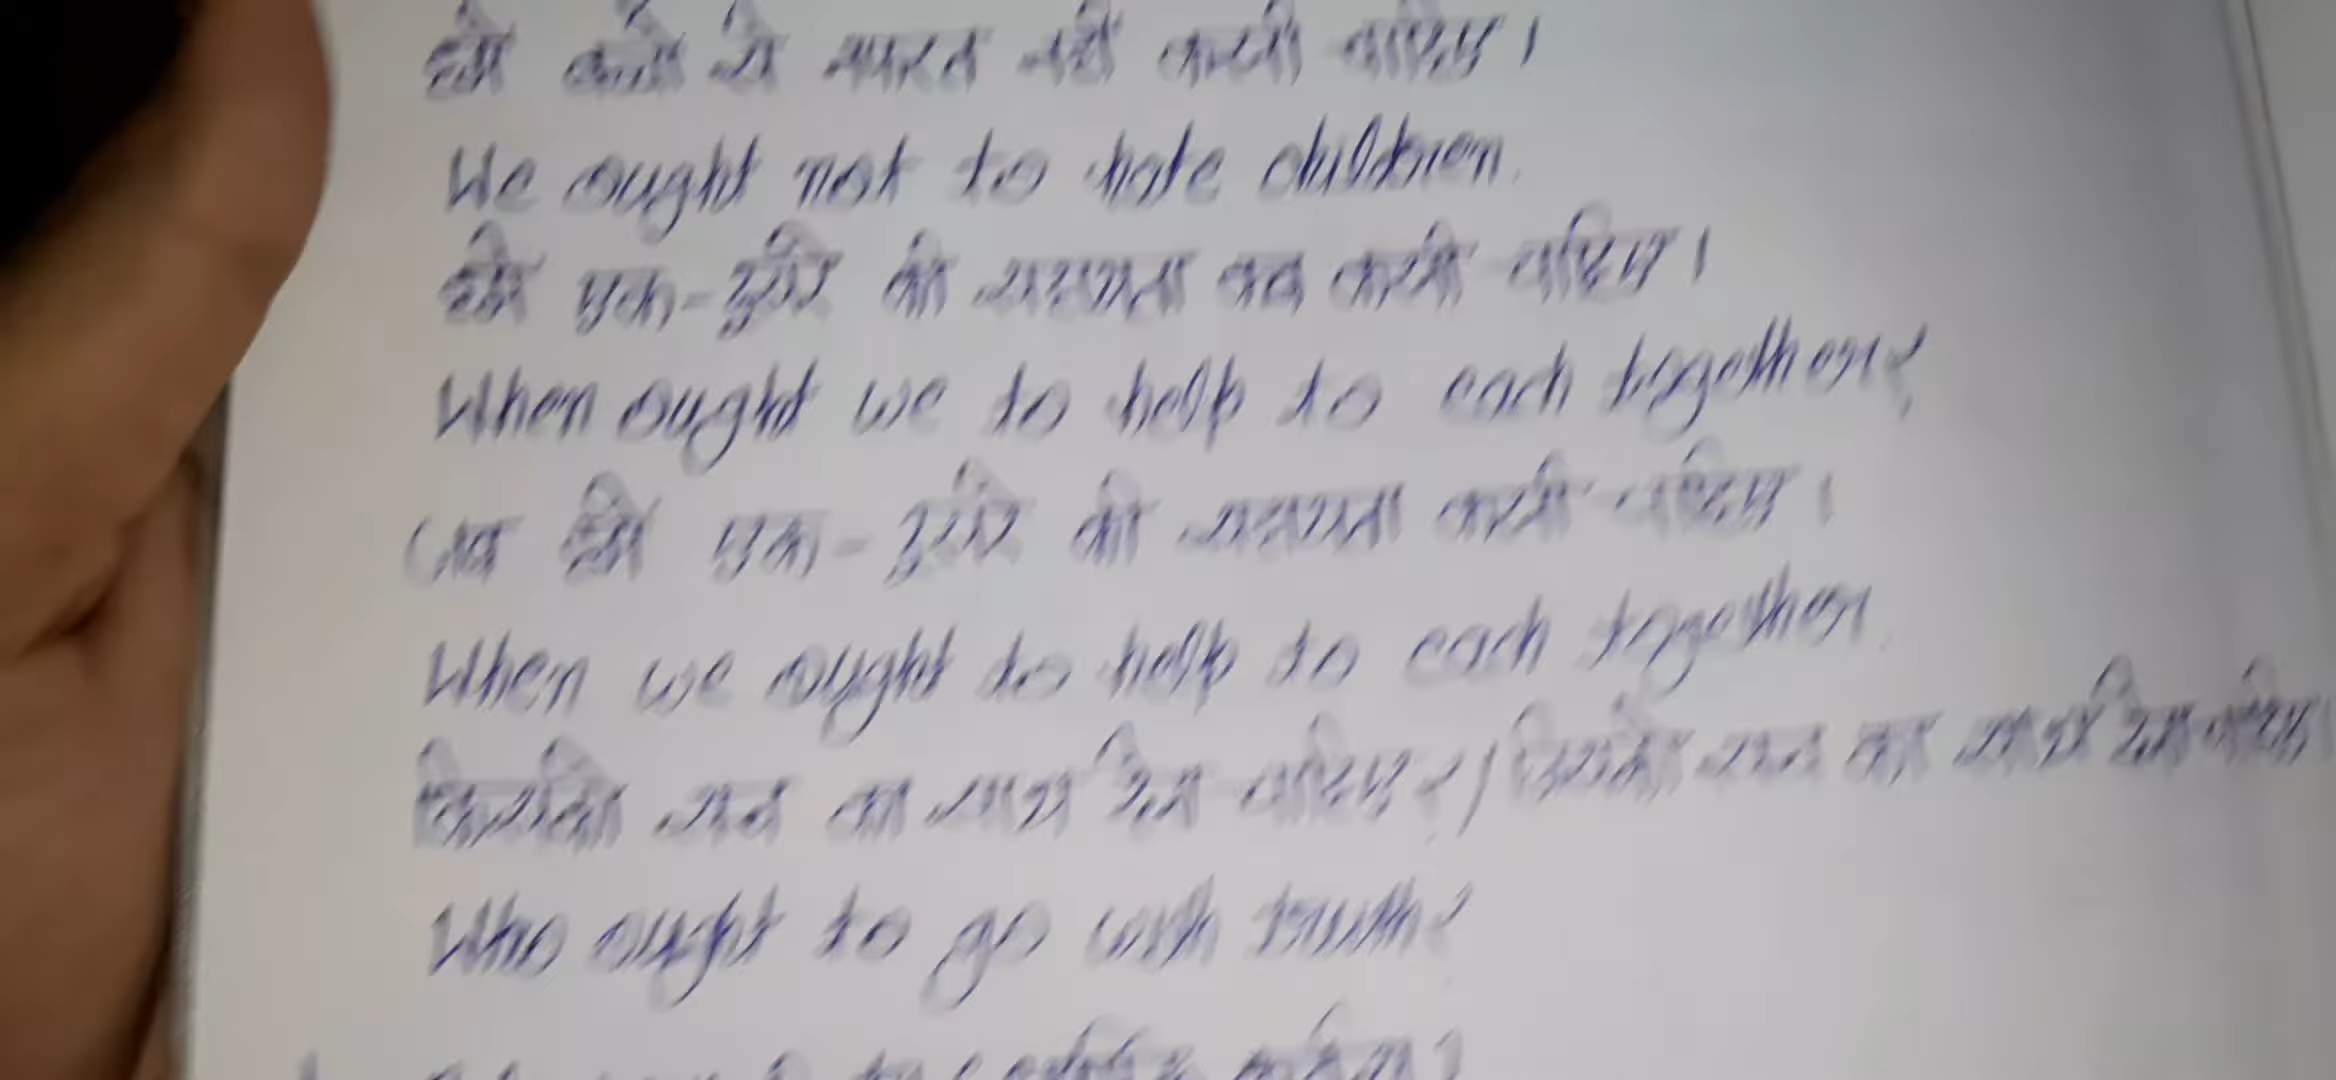 हमें बच्चों से नफरत नहीं करनी चाहिए।
We ought not to hate children.
हमें एक-दूसरे की सहायता कब करनी चाहिए।
When ought we to help to each together?
जब हमें एक-दूसरे की सहायता करनी चाहिए।
When we ought to help to each together.
किसको सच का साथ देना चाहिए? / किसको सच का साथ देना चाहिए।
Who ought to go with truth?